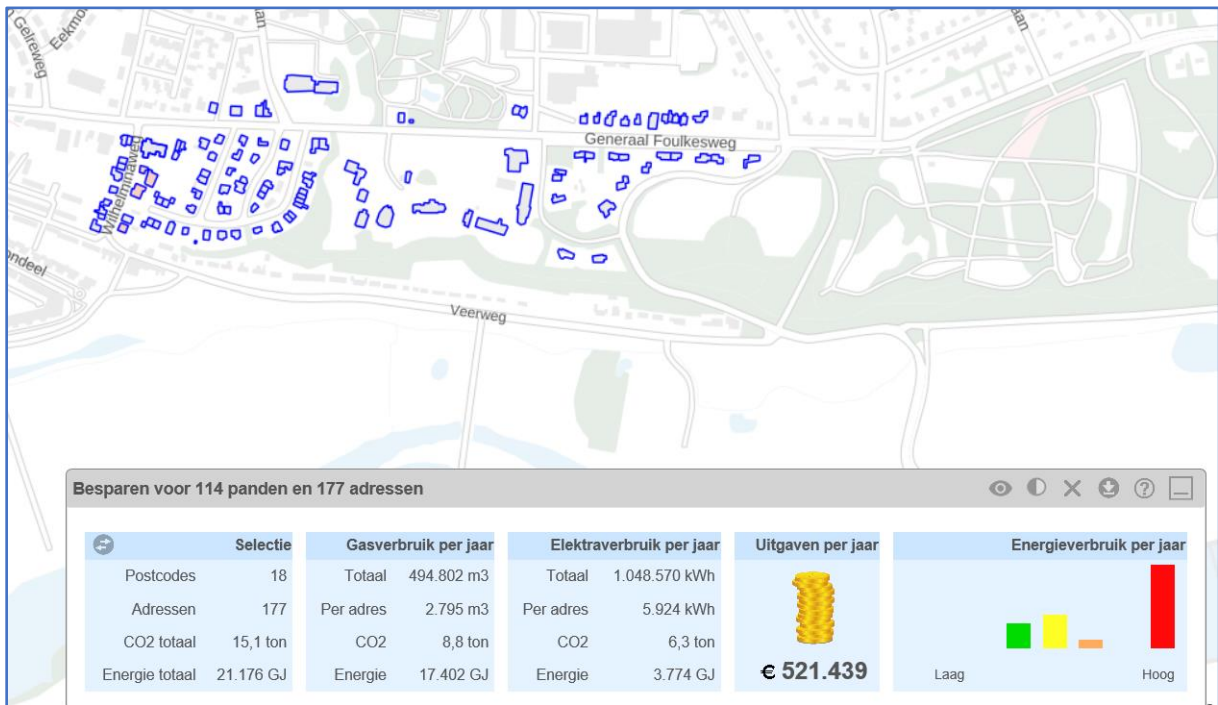 Gelreweg
Eekmo
aan
aan
Generaal Foulkesweg
Wilhelminaweg
ondeel
Veerweg
Besparen voor 114 panden en 177 adressen
Selectie
Postcodes 18
Adressen 177
CO2 totaal 15,1 ton
Energie totaal 21.176 GJ
Gasverbruik per jaar
Totaal 494.802 m3
Per adres 2.795 m3
CO2 8,8 ton
Energie 17.402 GJ
Elektraverbruik per jaar
Totaal 1.048.570 kWh
Per adres 5.924 kWh
CO2 6,3 ton
Energie 3.774 GJ
Uitgaven per jaar
€ 521.439
Energieverbruik per jaar
Laag Hoog